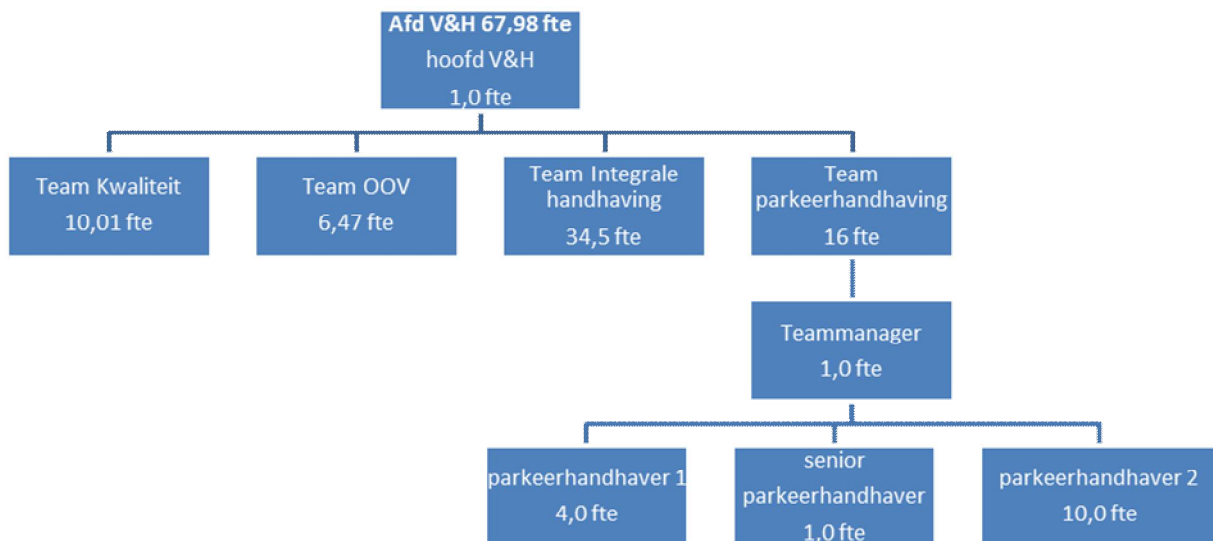 Afd V&H 67,98 fte
hoofd V&H
1,0 fte
Team Kwaliteit
10,01 fte
Team OOV
6,47 fte
Team Integrale
handhaving
34,5 fte
Team
parkeerhandhaving
16 fte
Teammanager
1,0 fte
parkeerhandhaver 1
4,0 fte
senior
parkeerhandhaver
1,0 fte
parkeerhandhaver 2
10,0 fte